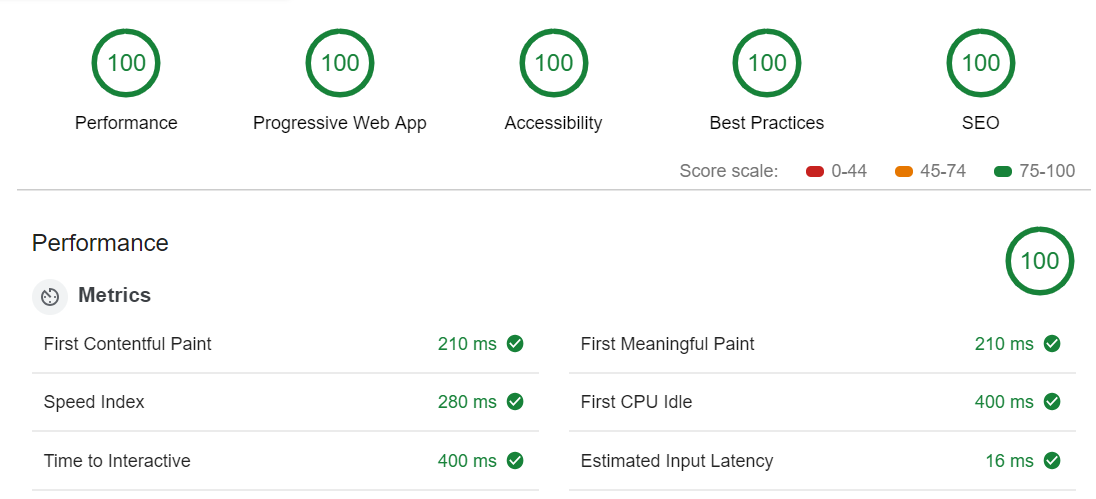 100 100 100 100 100
Performance Progressive Web App Accessibility Best Practices SEO
Score scale: 0-44 45-74 75-100
Performance 100
Metrics
First Contentful Paint 210 ms First Meaningful Paint 210 ms
Speed Index 280 ms First CPU Idle 400 ms
Time to Interactive 400 ms Estimated Input Latency 16 ms